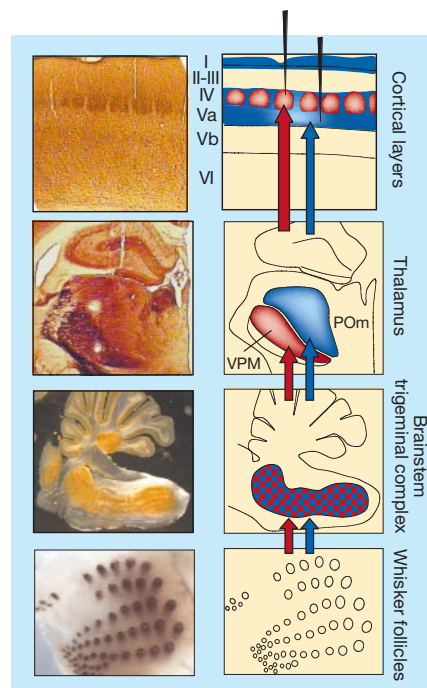 I
II-III
IV
Va
Vb
VI
Cortical layers
POm
VPM
Thalamus
Brainstem
trigeminal complex
Whisker follicles